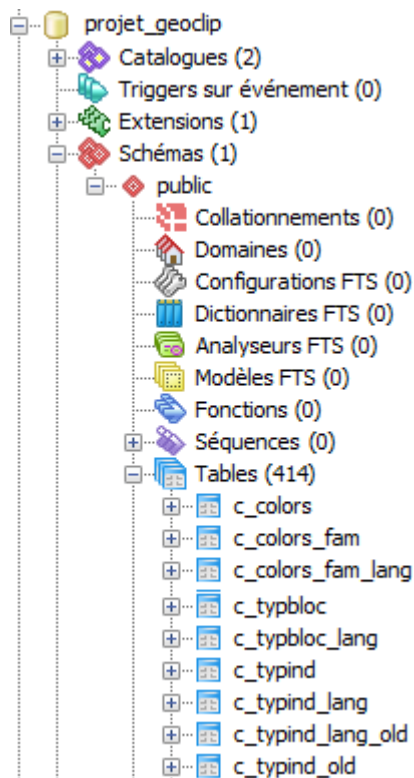 projet_geoclip
Catalogues (2)
Triggers sur événement (0)
Extensions (1)
Schémas (1)
public
Collationnements (0)
Domaines (0)
Configurations FTS (0)
Dictionnaires FTS (0)
Analyseurs FTS (0)
Modèles FTS (0)
Fonctions (0)
Séquences (0)
Tables (414)
c_colors
c_colors_fam
c_colors_fam_lang
c_typbloc
c_typbloc_lang
c_typind
c_typind_lang
c_typind_lang_old
c_typind_old